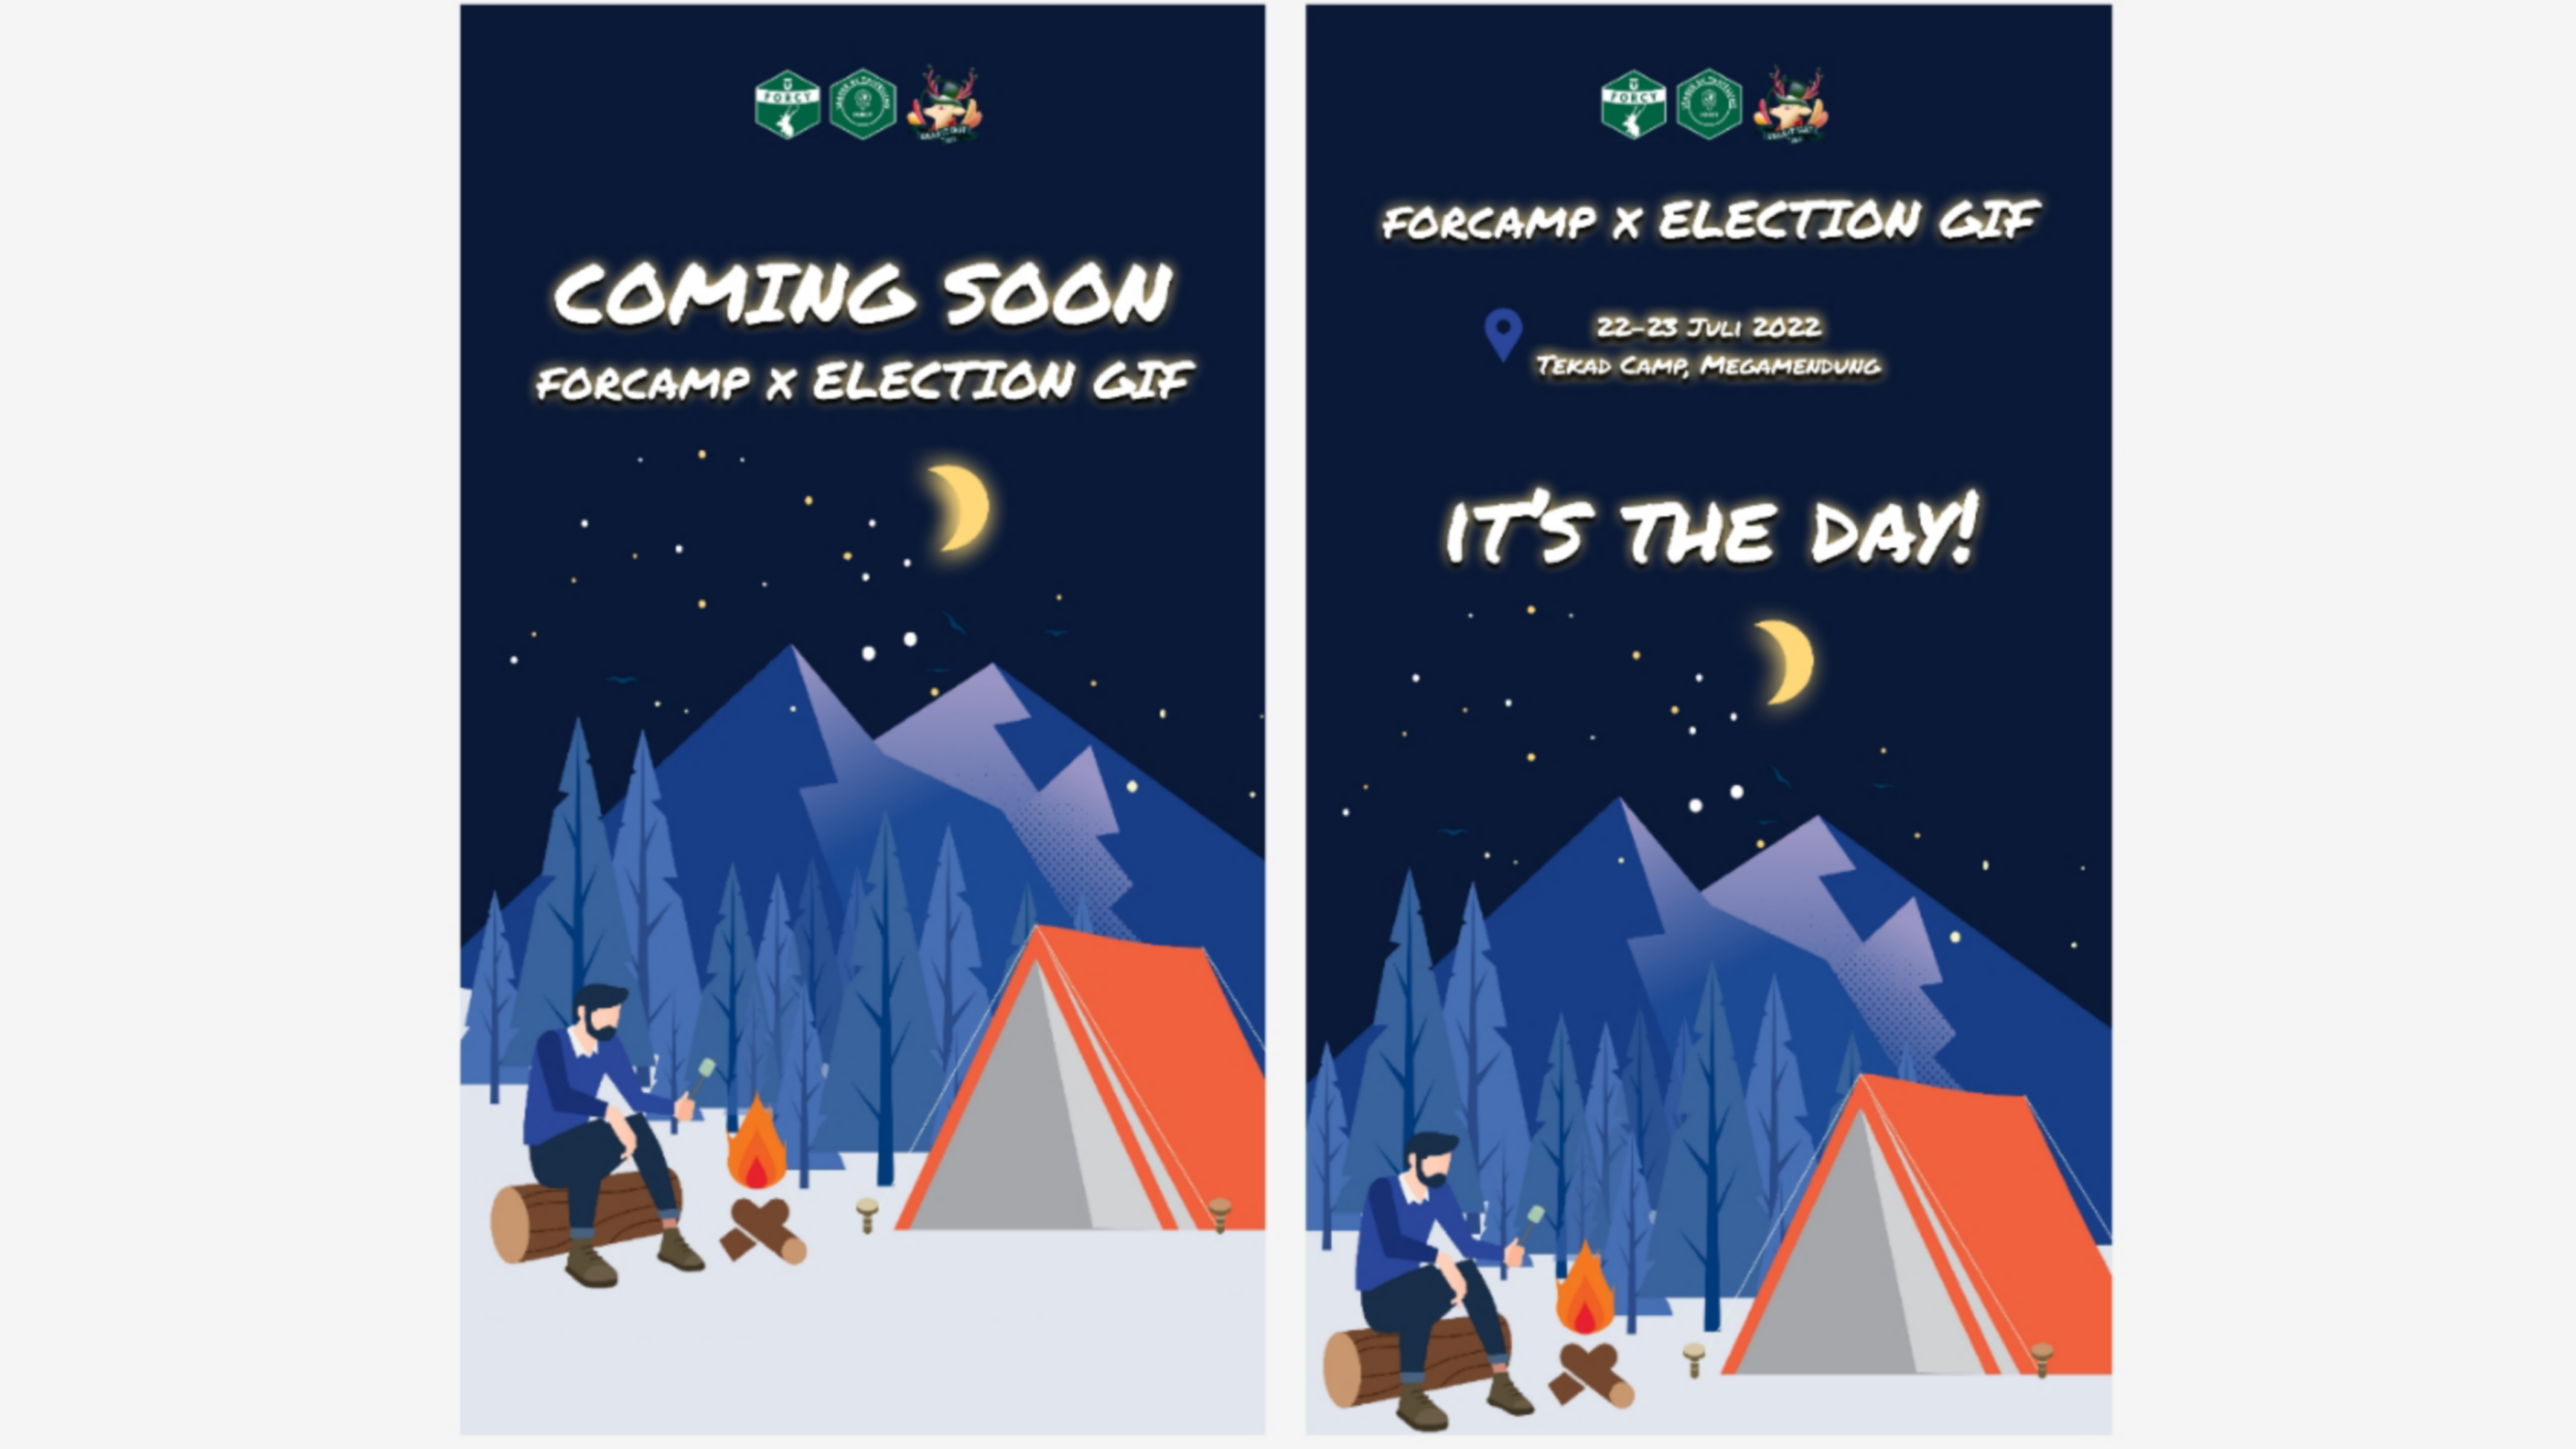 FORCY
COMING SOON
FORCAMP X ELECTION GIF
FORCY
FORCAMP X ELECTION GIF
22-23 JULI 2022
TEKAD CAMP, MEGAMENDUNG
IT'S THE DAY!